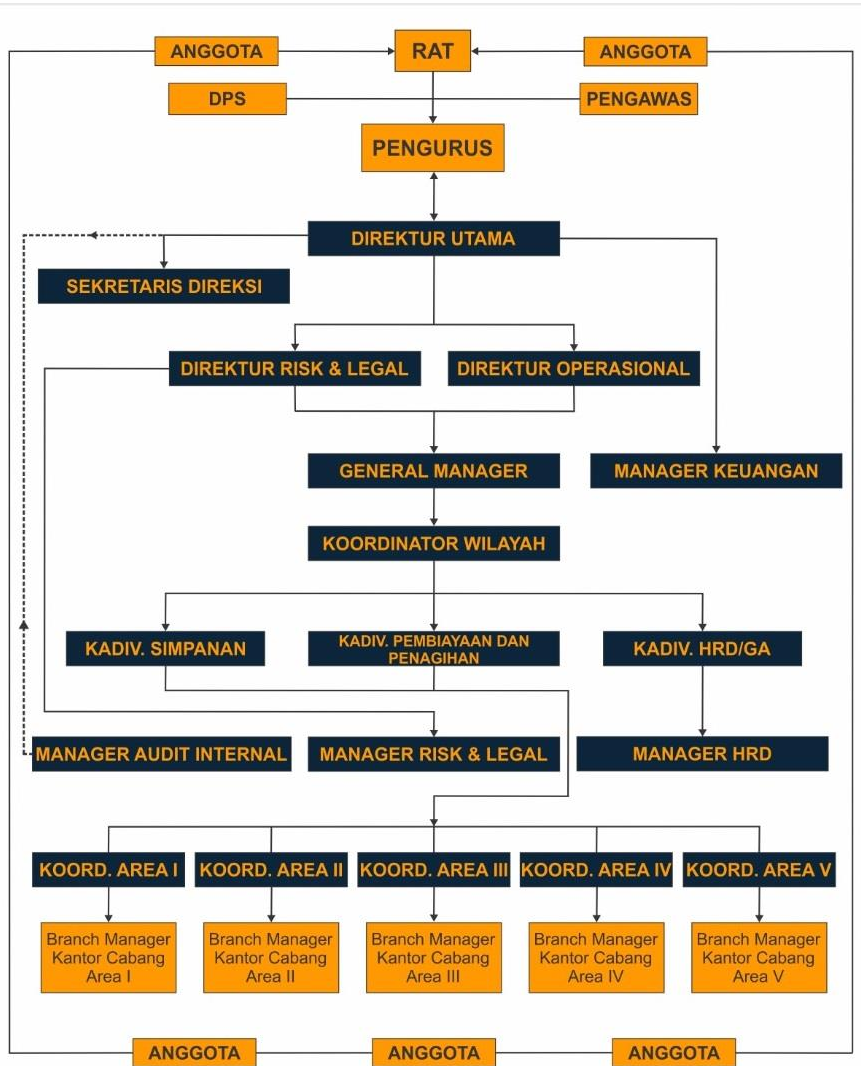 ANGGOTA
RAT
ANGGOTA
DPS
PENGAWAS
PENGURUS
DIREKTUR UTAMA
SEKRETARIS DIREKSI
DIREKTUR RISK & LEGAL
DIREKTUR OPERASIONAL
GENERAL MANAGER
MANAGER KEUANGAN
KOORDINATOR WILAYAH
KADIV. SIMPANAN
KADIV. PEMBIAYAAN DAN
PENAGIHAN
KADIV. HRD/GA
MANAGER AUDIT INTERNAL
MANAGER RISK & LEGAL
MANAGER HRD
KOORD. AREA I
KOORD. AREA II
KOORD. AREA III
KOORD. AREA IV
KOORD. AREA V
Branch Manager
Kantor Cabang
Area I
Branch Manager
Kantor Cabang
Area II
Branch Manager
Kantor Cabang
Area III
Branch Manager
Kantor Cabang
Area IV
Branch Manager
Kantor Cabang
Area V
ANGGOTA
ANGGOTA
ANGGOTA